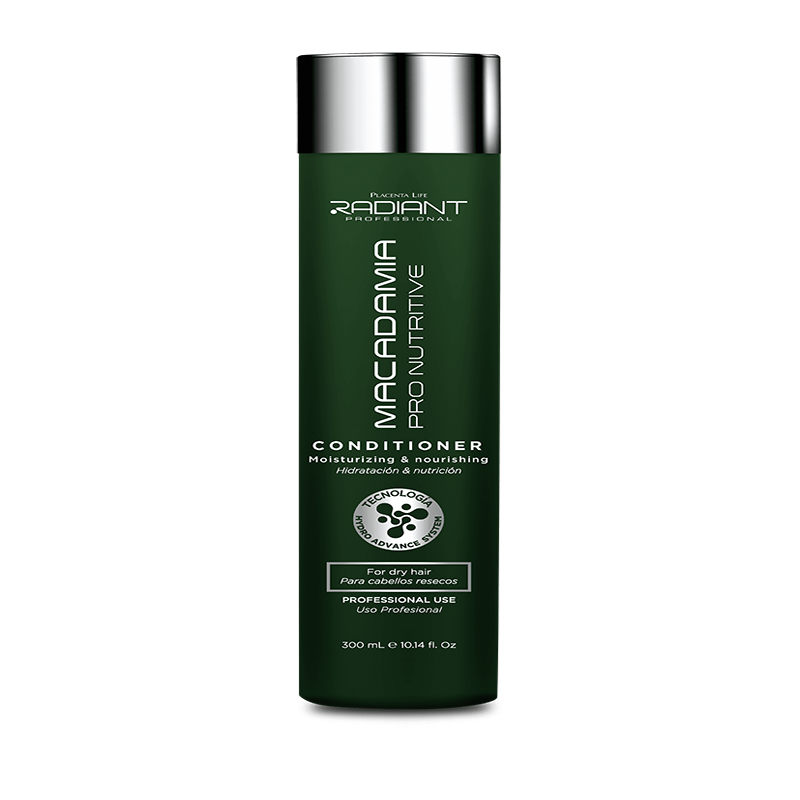 PLACENTA LIFE
RADIANT
PROFESSIONAL
MACADAMIA
PRO NUTRITIVE
CONDITIONER
Moisturizing & nourishing
Hidratación & nutrición
TECNOLOGÍA
HYDRO ADVANCE SYSTEM
For dry hair
Para cabellos resecos
PROFESSIONAL USE
Uso Profesional
300 mL ℮ 10.14 fl. Oz